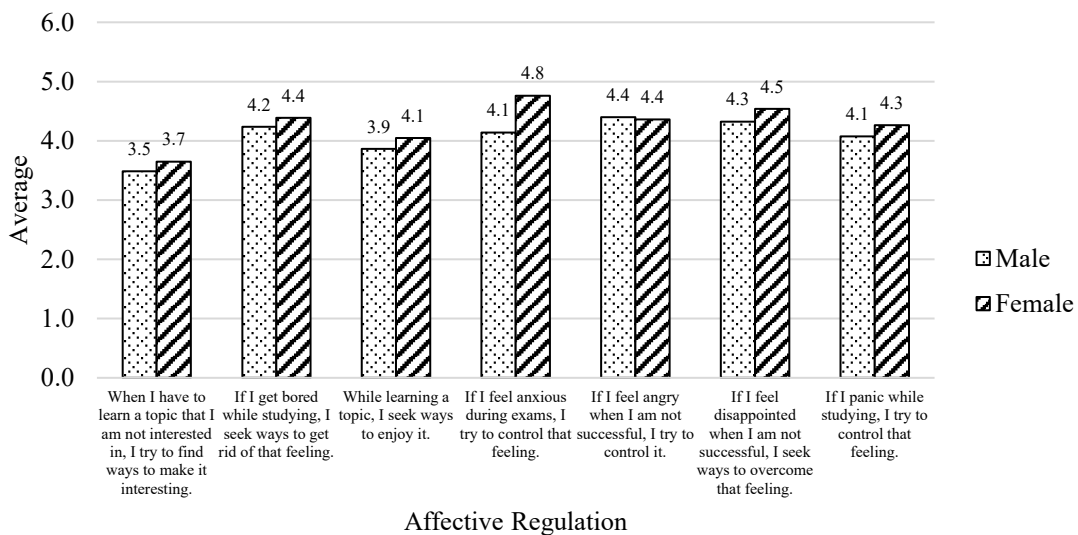 6.0
5.0
4.0
3.0
2.0
1.0
0.0
Average
3.5
3.7
4.2
4.4
3.9
4.1
4.1
4.8
4.4
4.4
4.3
4.5
4.1
4.3
Male
Female
When I have to
learn a topic that I
am not interested
in, I try to find
ways to make it
interesting.
If I get bored
while studying, I
seek ways to get
rid of that feeling.
While learning a
topic, I seek ways
to enjoy it.
If I feel anxious
during exams, I
try to control that
feeling.
If I feel angry
when I am not
successful, I try to
control it.
If I feel
disappointed
when I am not
successful, I seek
ways to overcome
that feeling.
If I panic while
studying, I try to
control that
feeling.
Affective Regulation